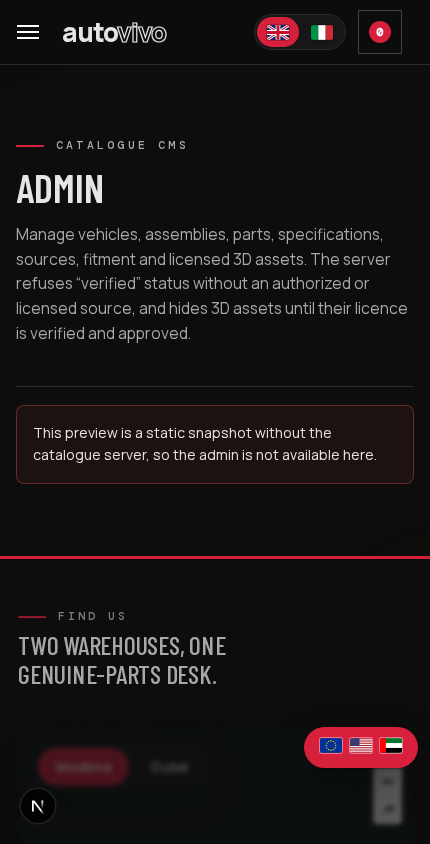 autovivo
0
CATALOGUE CMS
ADMIN
Manage vehicles, assemblies, parts, specifications,
sources, fitment and licensed 3D assets. The server
refuses “verified” status without an authorized or
licensed source, and hides 3D assets until their licence
is verified and approved.
This preview is a static snapshot without the
catalogue server, so the admin is not available here.
FIND US
TWO WAREHOUSES, ONE
GENUINE-PARTS DESK.
Modena Dubai
N